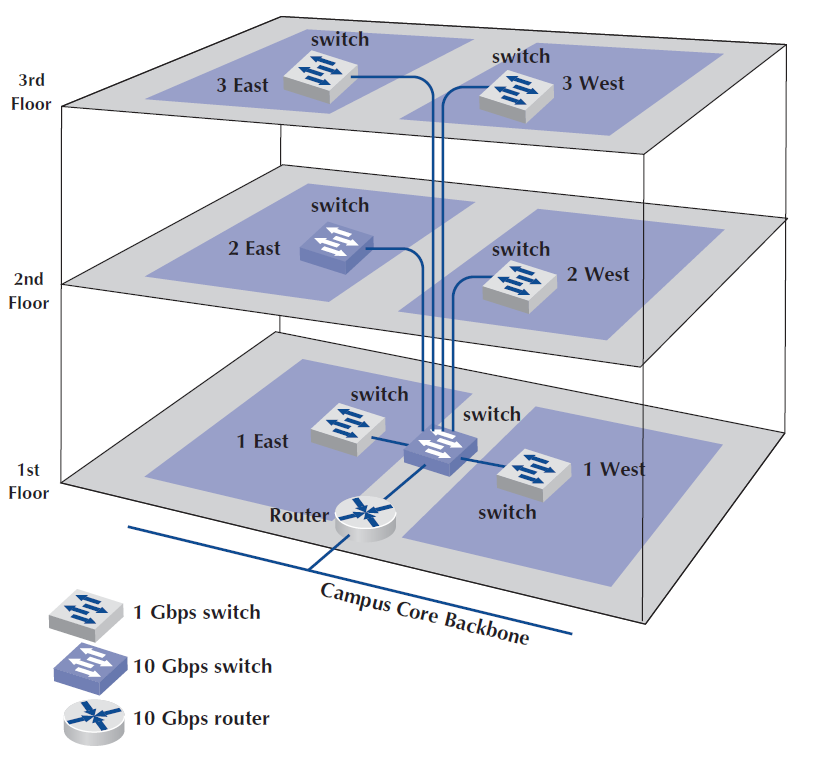 switch
switch
3rd
Floor
3 East
3 West
switch
switch
2nd
Floor
2 East
2 West
switch
switch
1 East
1st
Floor
1 West
Router
switch
Campus Core Backbone
1 Gbps switch
10 Gbps switch
10 Gbps router